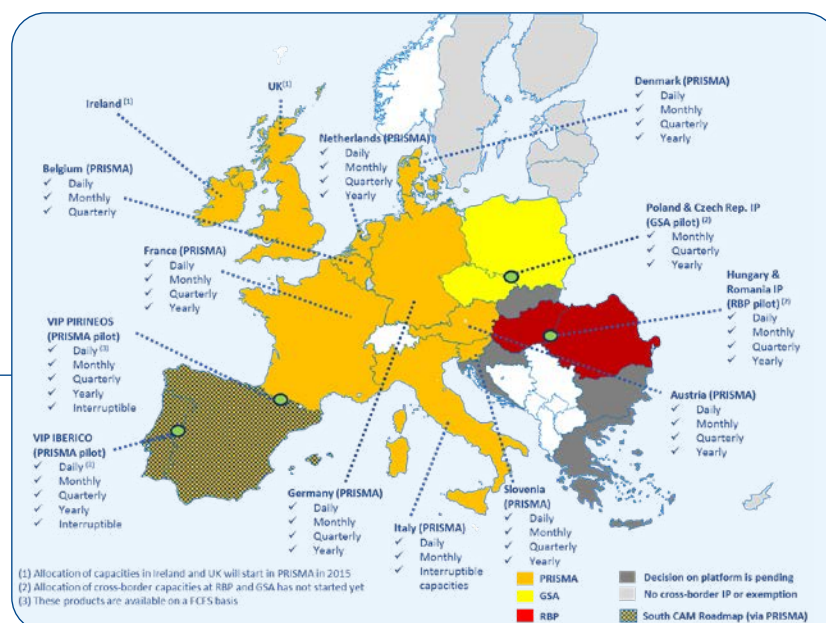 UK(1)
Ireland (1)
Denmark (PRISMA)
✓ Daily
✓ Monthly
✓ Quarterly
✓ Yearly
Netherlands (PRISMA)
✓ Daily
✓ Monthly
✓ Quarterly
✓ Yearly
Belgium (PRISMA)
✓ Daily
✓ Monthly
✓ Quarterly
Poland & Czech Rep. IP
(GSA pilot) (2)
✓ Monthly
✓ Quarterly
✓ Yearly
France (PRISMA)
✓ Daily
✓ Monthly
✓ Quarterly
✓ Yearly
Hungary &
Romania IP
(RBP pilot) (2)
✓ Daily
✓ Monthly
✓ Quarterly
✓ Yearly
VIP PIRINEOS
(PRISMA pilot)
✓ Daily (3)
✓ Monthly
✓ Quarterly
✓ Yearly
✓ Interruptible
Austria (PRISMA)
✓ Daily
✓ Monthly
✓ Quarterly
✓ Yearly
VIP IBERICO
(PRISMA pilot)
✓ Daily
✓ Monthly
✓ Quarterly
✓ Yearly
✓ Interruptible
Germany (PRISMA)
✓ Daily
✓ Monthly
✓ Quarterly
✓ Yearly
Italy (PRISMA)
✓ Daily
✓ Monthly
✓ Interruptible
capacities
Slovenia
(PRISMA)
✓ Daily
✓ Monthly
✓ Quarterly
✓ Yearly
(1) Allocation of capacities in Ireland and UK will start in PRISMA in 2015
(2) Allocation of cross-border capacities at RBP and GSA has not started yet
(3) These products are available on a FCFS basis
PRISMA
GSA
RBP
Decision on platform is pending
No cross-border IP or exemption
South CAM Roadmap (via PRISMA)